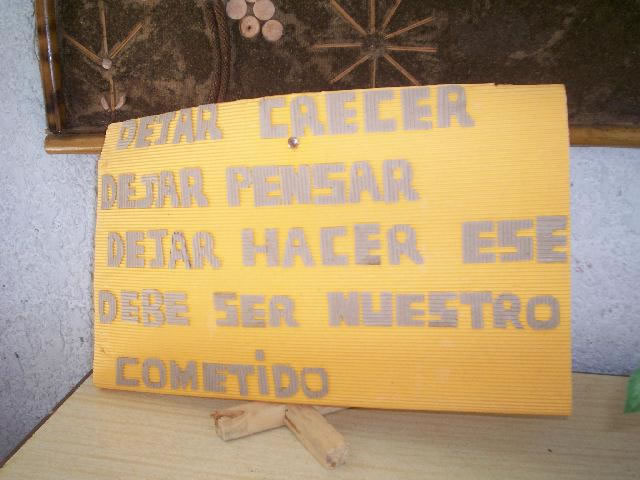 DEJAR CRECER
DEJAR PENSAR
DEJAR HACER ESE
DEBE SER NUESTRO
COMETiDO